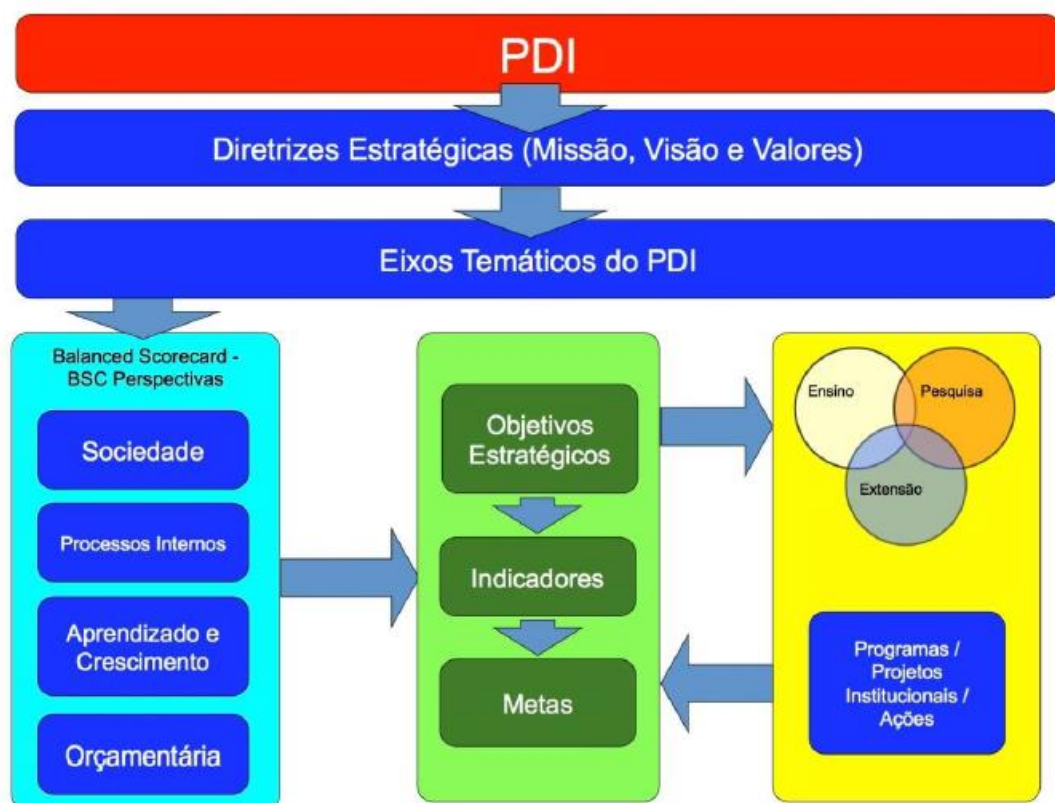 PDI
Diretrizes Estratégicas (Missão, Visão e Valores)
Eixos Temáticos do PDI
Balanced Scorecard -
BSC Perspectivas
Sociedade
Processos Internos
Aprendizado e
Crescimento
Orçamentária
Objetivos
Estratégicos
Indicadores
Metas
Ensino
Pesquisa
Extensão
Programas /
Projetos
Institucionais /
Ações